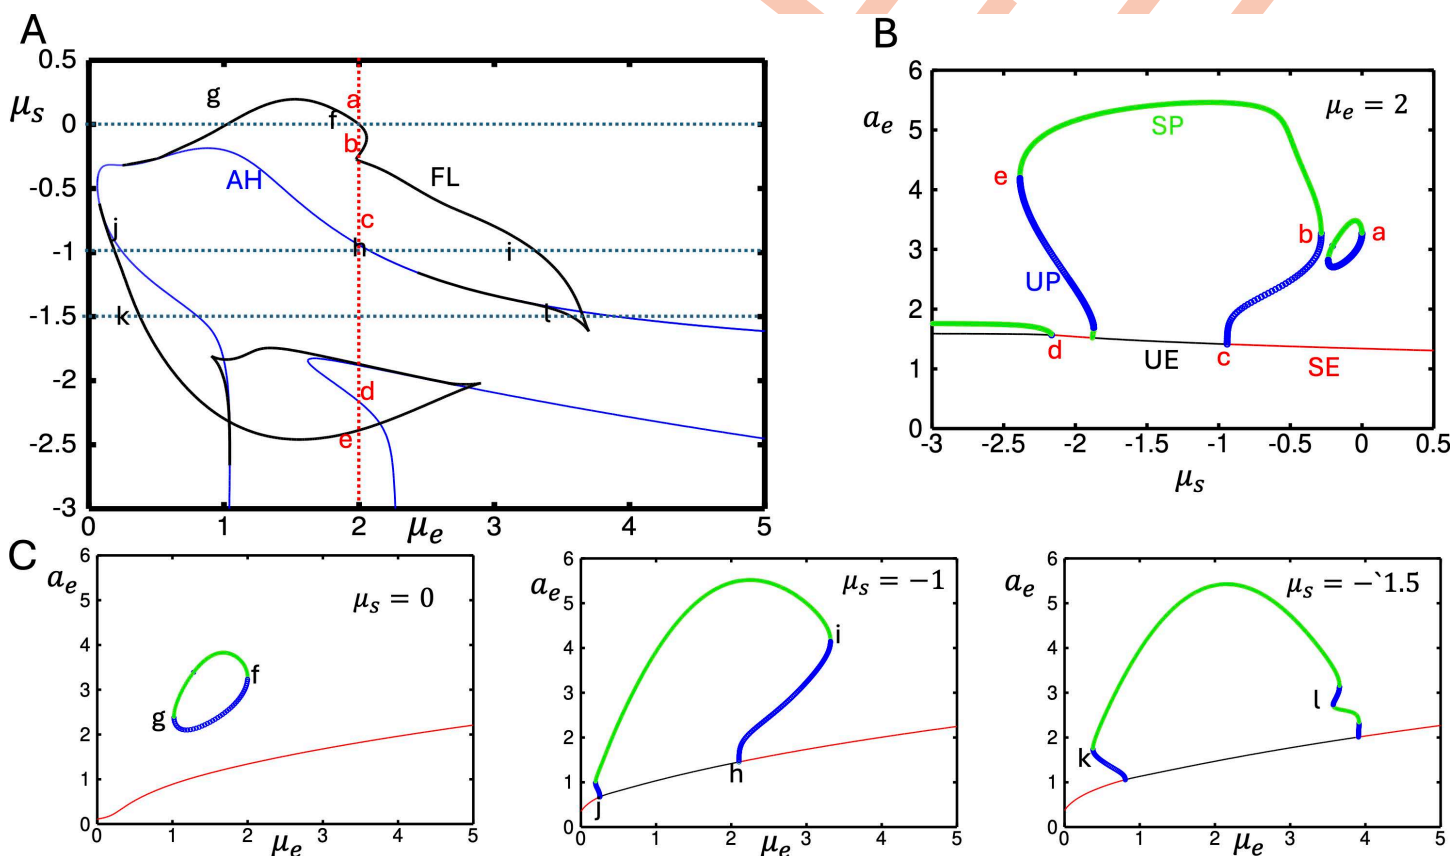 A
B
μₛ
0.5
0
-0.5
-1
-1.5
-2
-2.5
-3
0
1
2
μₑ
3
4
5
g
a
f
b
AH
FL
c
h
i
j
k
l
d
e
aₑ
6
5
4
3
2
1
0
μₑ = 2
SP
e
b
a
UP
d
UE
c
SE
-3
-2.5
-2
-1.5
-1
-0.5
0
0.5
μₛ
C
aₑ
6
5
4
3
2
1
0
μₛ = 0
f
g
0
1
2
3
4
5
μₑ
aₑ
6
5
4
3
2
1
0
μₛ = −1
i
h
j
0
1
2
3
4
5
μₑ
aₑ
6
5
4
3
2
1
0
μₛ = −`1.5
l
k
0
1
2
3
4
5
μₑ